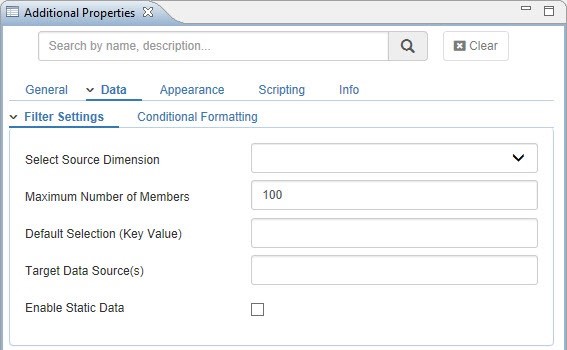 Additional Properties
Search by name, description...
Clear
General Data Appearance Scripting Info
Filter Settings Conditional Formatting
Select Source Dimension
Maximum Number of Members 100
Default Selection (Key Value)
Target Data Source(s)
Enable Static Data